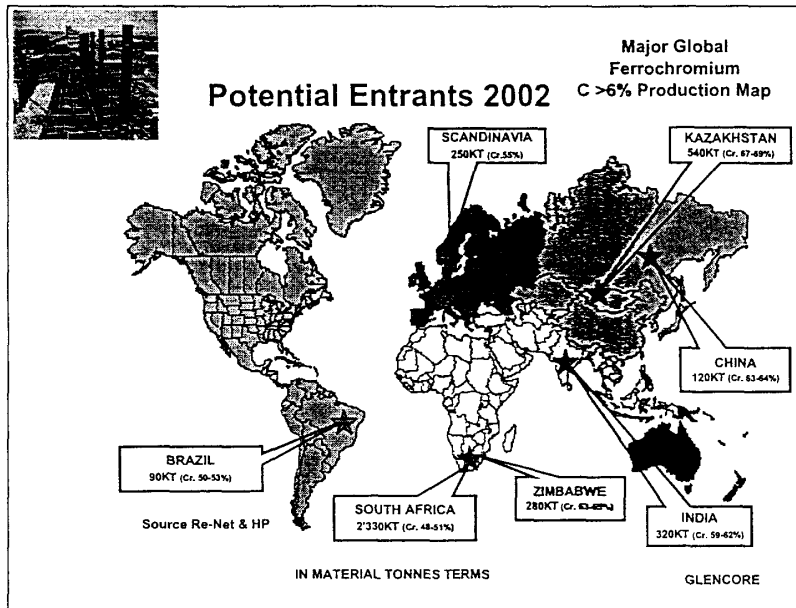 Potential Entrants 2002
Major Global
Ferrochromium
C >6% Production Map
SCANDINAVIA
250KT (Cr.55%)
KAZAKHSTAN
540KT (Cr. 67-69%)
CHINA
120KT (Cr. 63-64%)
BRAZIL
90KT (Cr. 50-53%)
SOUTH AFRICA
2'330KT (Cr. 48-51%)
ZIMBABWE
280KT (Cr.
INDIA
320KT (Cr. 59-62%)
Source Re-Net & HP
IN MATERIAL TONNES TERMS
GLENCORE